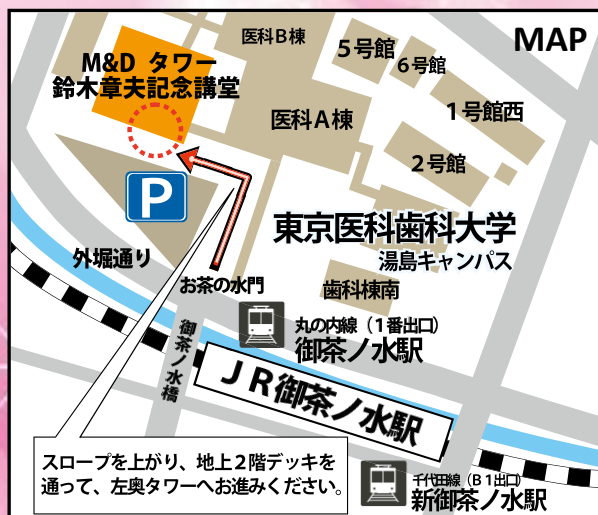 MAP
医科B棟
5号館
6号館
M&D タワー
鈴木章夫記念講堂
1号館西
医科A棟
2号館
P
東京医科歯科大学
湯島キャンパス
外堀通り
お茶の水門
歯科棟南
丸の内線（1番出口）
御茶ノ水駅
御茶ノ水橋
JR御茶ノ水駅
スロープを上がり、地上2階デッキを
通って、左奥タワーへお進みください。
千代田線（B1出口）
新御茶ノ水駅